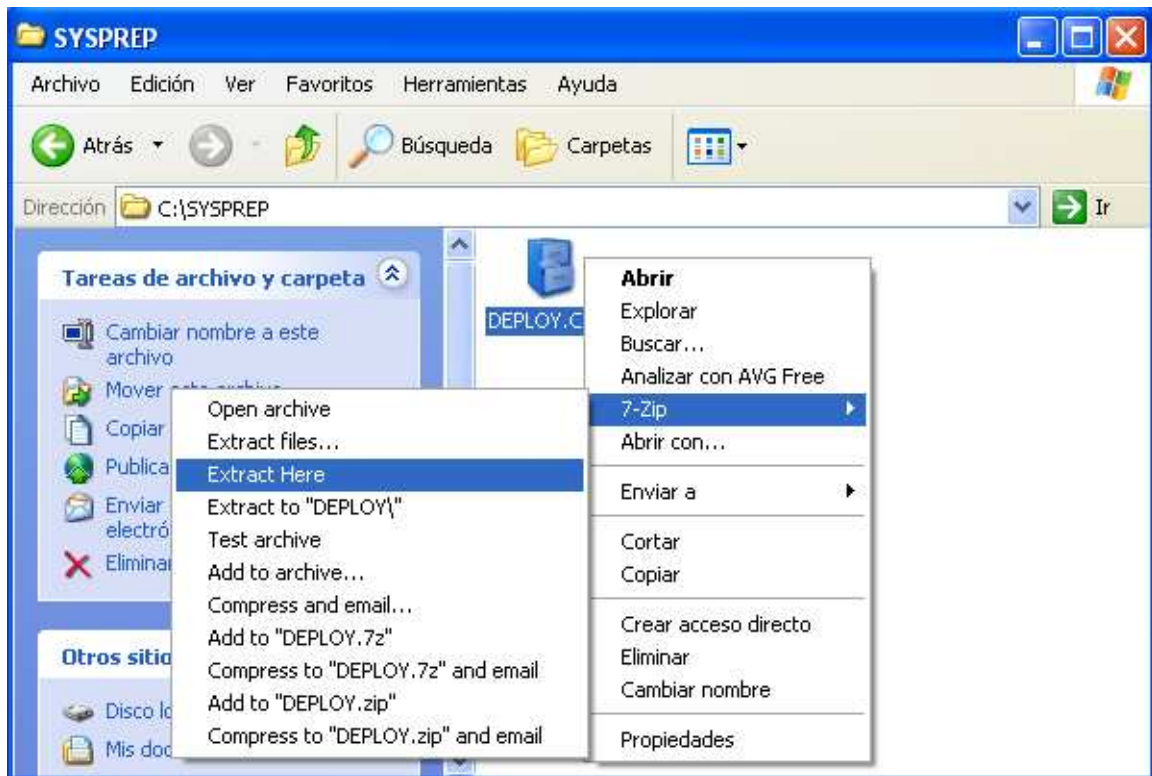 SYSPREP
Archivo Edición Ver Favoritos Herramientas Ayuda
Atrás Búsqueda Carpetas
Dirección C:\SYSPREP Ir
Tareas de archivo y carpeta
Cambiar nombre a este
archivo
Mover este archivo
Copiar
Publica
Enviar
electró
Eliminar
Otros sitio
Disco lo
Mis doc
DEPLOY.C
Abrir
Explorar
Buscar...
Analizar con AVG Free
7-Zip
Abrir con...
Enviar a
Cortar
Copiar
Crear acceso directo
Eliminar
Cambiar nombre
Propiedades
Open archive
Extract files...
Extract Here
Extract to "DEPLOY\"
Test archive
Add to archive...
Compress and email...
Add to "DEPLOY.7z"
Compress to "DEPLOY.7z" and email
Add to "DEPLOY.zip"
Compress to "DEPLOY.zip" and email